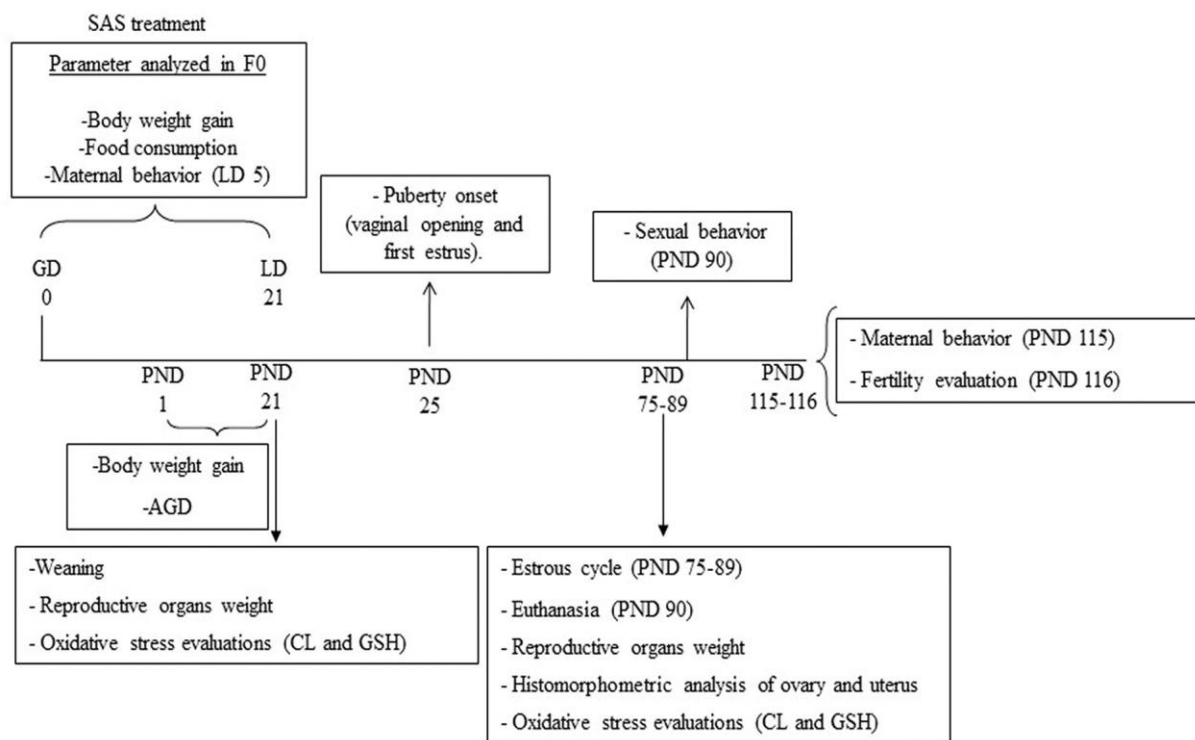 SAS treatment
Parameter analyzed in F0
-Body weight gain
-Food consumption
-Maternal behavior (LD 5)
- Puberty onset
(vaginal opening and
first estrus).
- Sexual behavior
(PND 90)
GD
0
LD
21
- Maternal behavior (PND 115)
- Fertility evaluation (PND 116)
PND
1
PND
21
PND
25
PND
75-89
PND
115-116
-Body weight gain
-AGD
-Weaning
- Reproductive organs weight
- Oxidative stress evaluations (CL and GSH)
- Estrous cycle (PND 75-89)
- Euthanasia (PND 90)
- Reproductive organs weight
- Histomorphometric analysis of ovary and uterus
- Oxidative stress evaluations (CL and GSH)